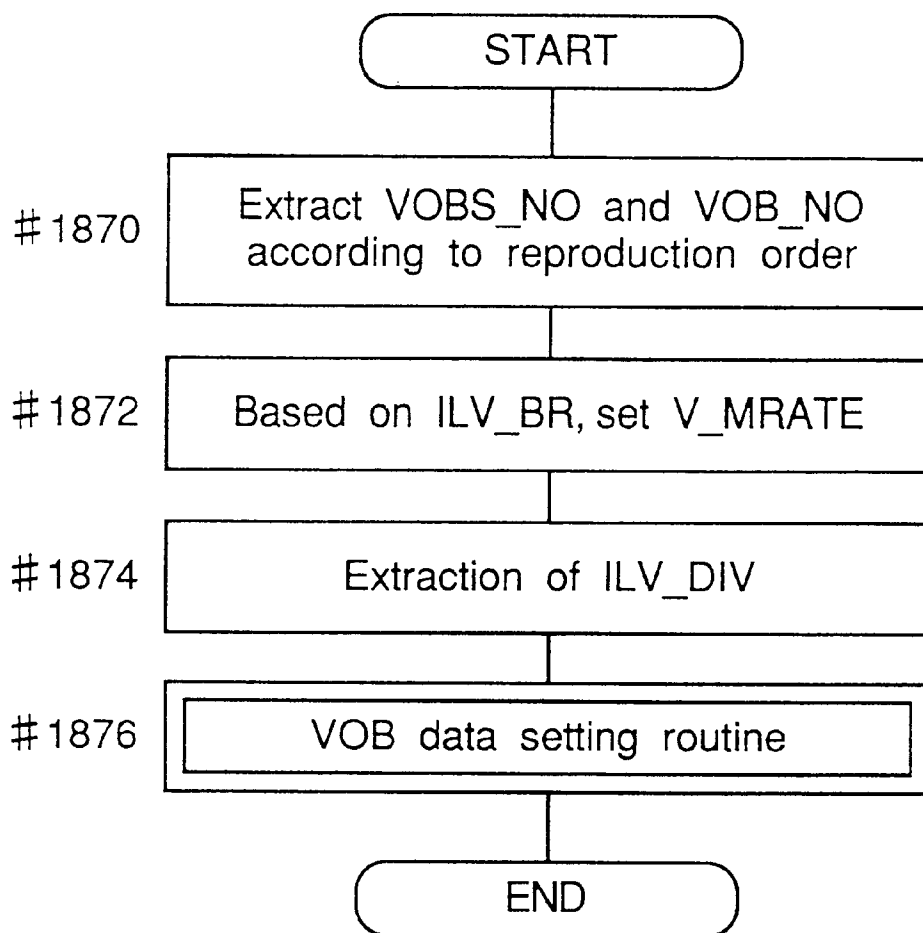 START
#1870
Extract VOBS_NO and VOB_NO
according to reproduction order
#1872
Based on ILV_BR, set V_MRATE
#1874
Extraction of ILV_DIV
#1876
VOB data setting routine
END